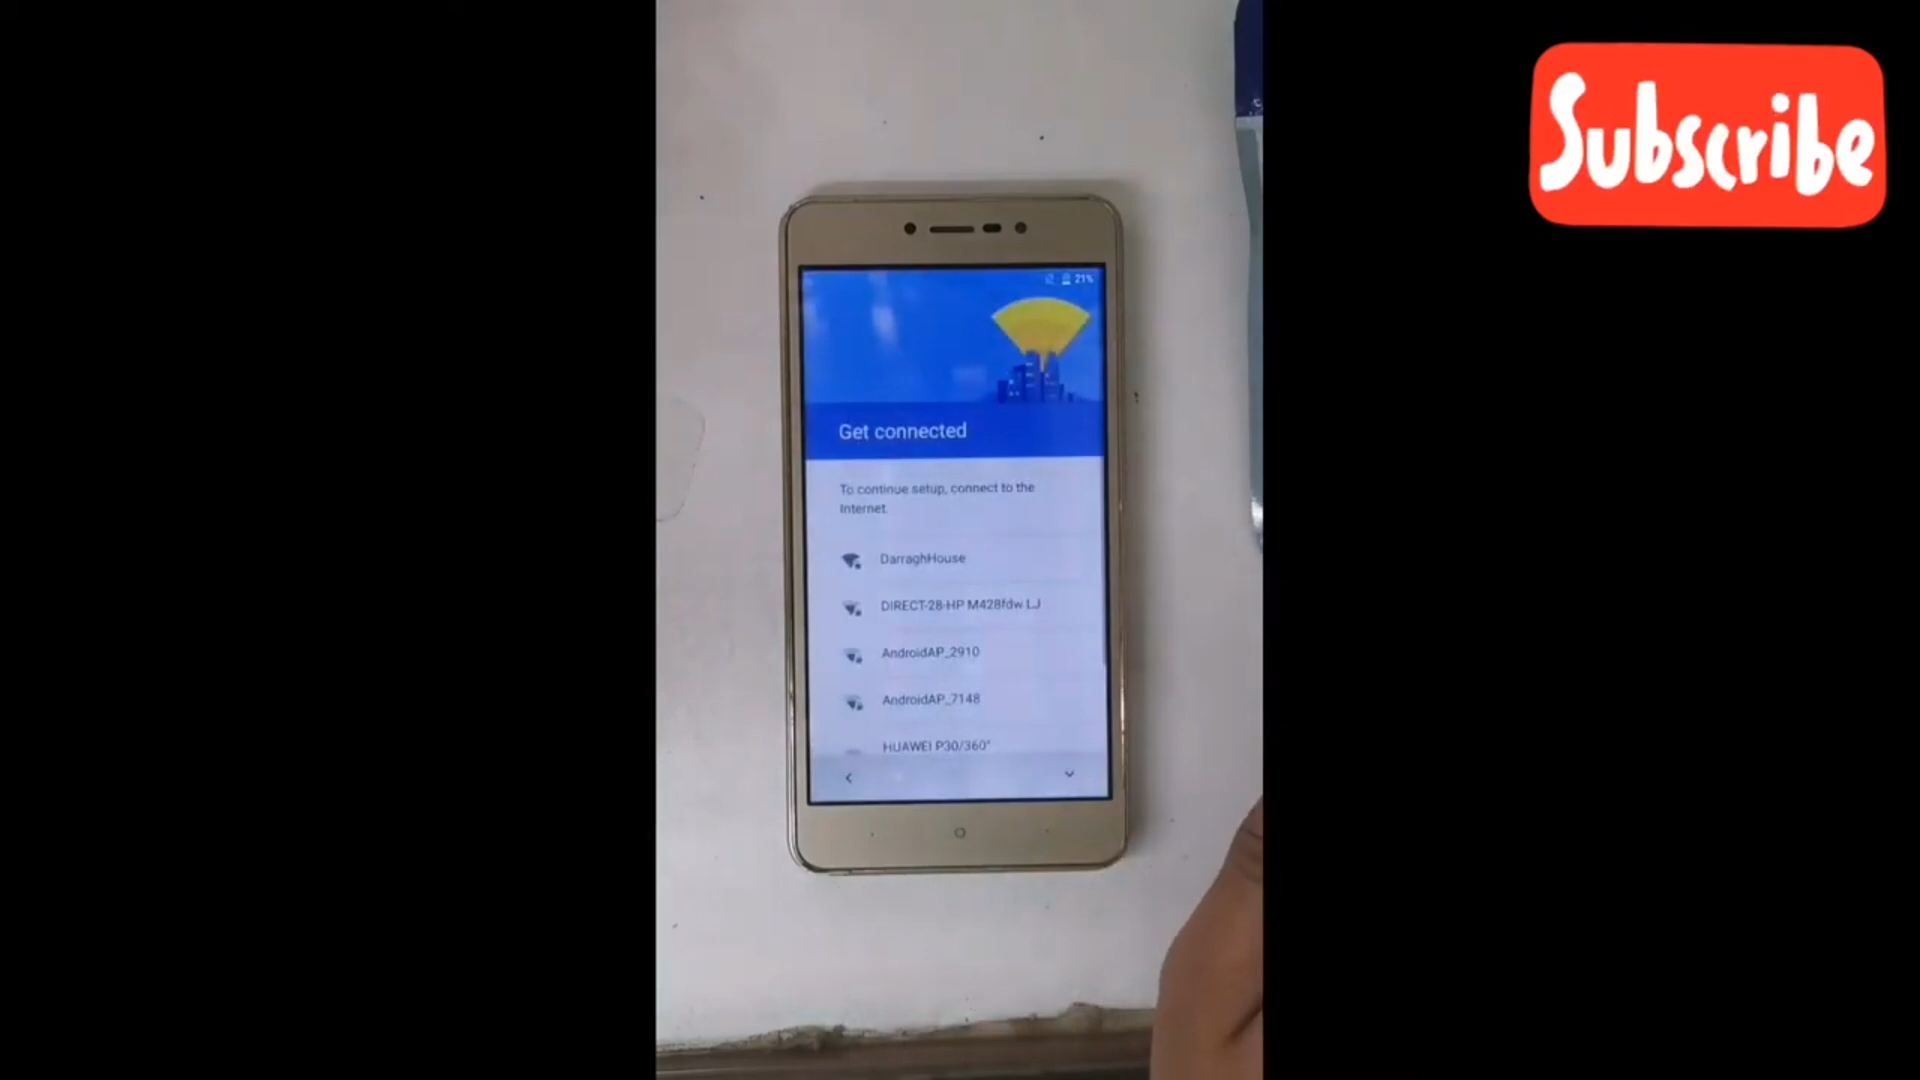 Subscribe
21%
Get connected
To continue setup, connect to the
Internet.
DarraghHouse
DIRECT-28-HP M428fdw LJ
AndroidAP_2910
AndroidAP_7148
HUAWEI P30/360°